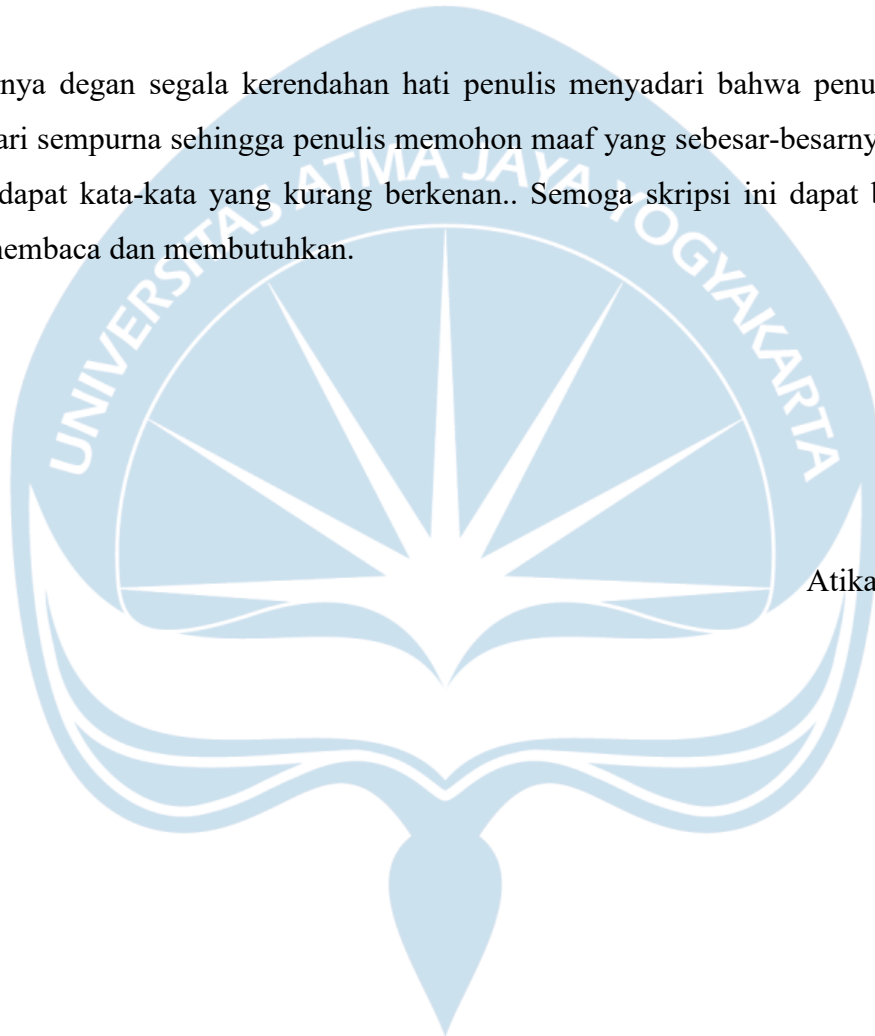 nya degan segala kerendahan hati penulis menyadari bahwa penu
ari sempurna sehingga penulis memohon maaf yang sebesar-besarny
dapat kata-kata yang kurang berkenan.. Semoga skripsi ini dapat b
membaca dan membutuhkan.
UNIVERSITAS ATMA JAYA YOGYAKARTA
Atika